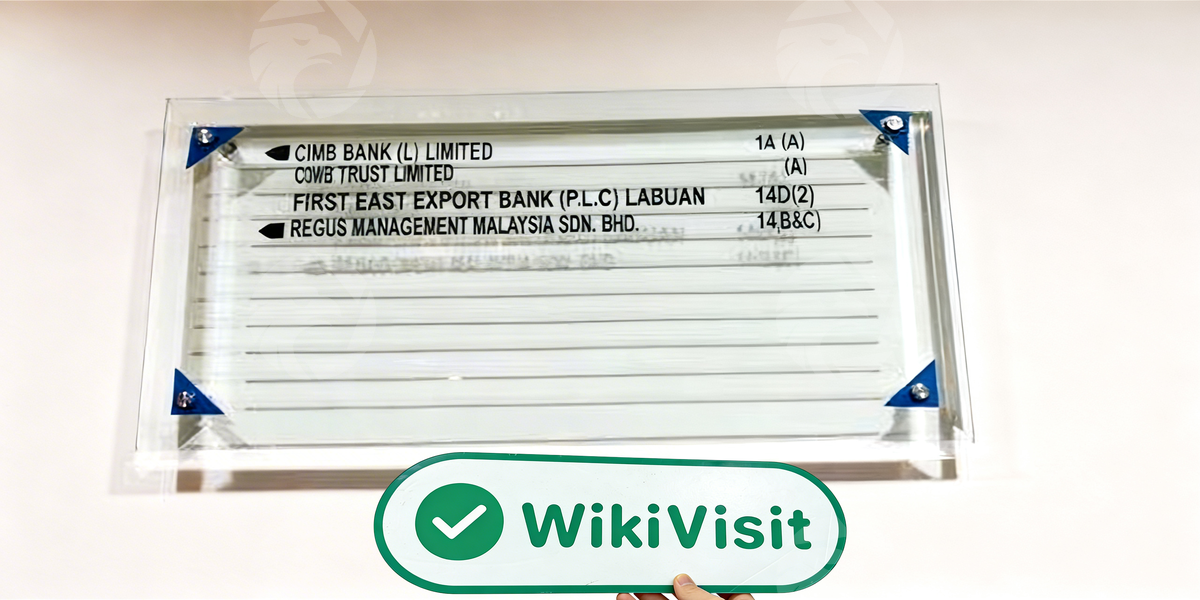 CIMB BANK (L) LIMITED 1A (A)
COWB TRUST LIMITED (A)
FIRST EAST EXPORT BANK (P.L.C) LABUAN 14D(2)
REGUS MANAGEMENT MALAYSIA SDN. BHD. 14,B&C)
WikiVisit